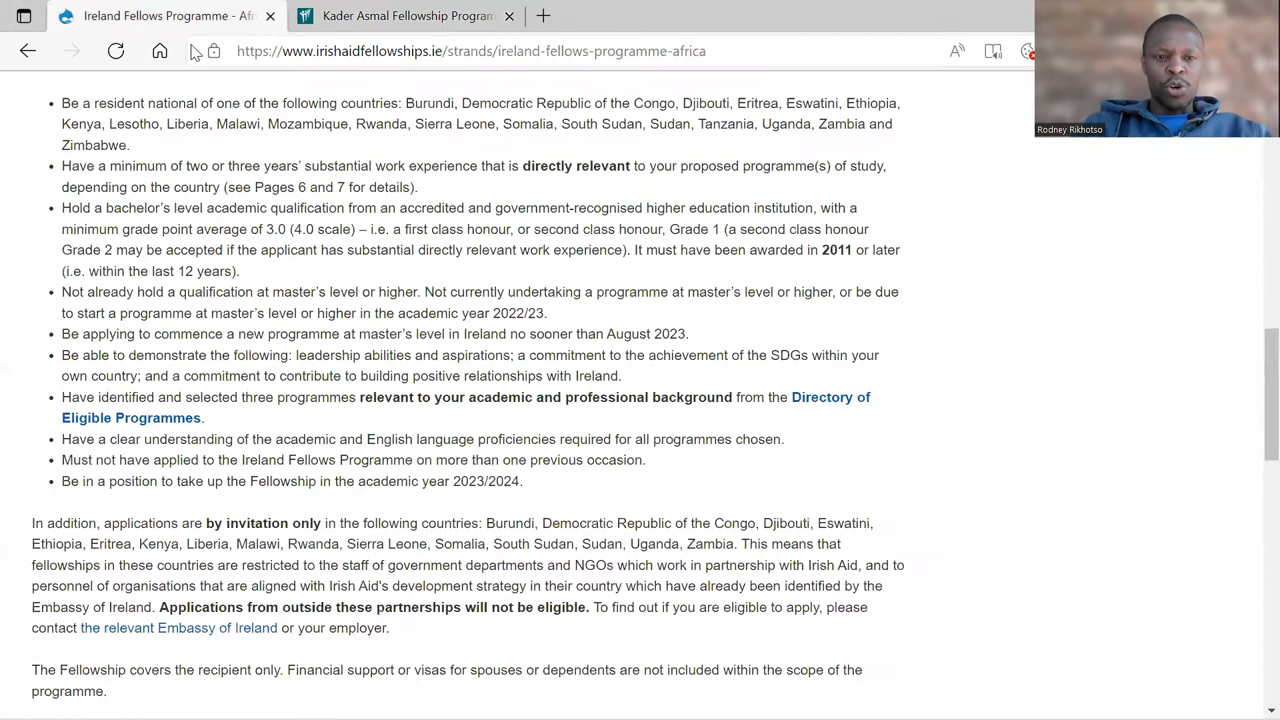 Ireland Fellows Programme - Afr
Kader Asmal Fellowship Program
https://www.irishaidfellowships.ie/strands/ireland-fellows-programme-africa
Rodney Rikhotso
• Be a resident national of one of the following countries: Burundi, Democratic Republic of the Congo, Djibouti, Eritrea, Eswatini, Ethiopia,
Kenya, Lesotho, Liberia, Malawi, Mozambique, Rwanda, Sierra Leone, Somalia, South Sudan, Sudan, Tanzania, Uganda, Zambia and
Zimbabwe.
• Have a minimum of two or three years' substantial work experience that is directly relevant to your proposed programme(s) of study,
depending on the country (see Pages 6 and 7 for details).
• Hold a bachelor's level academic qualification from an accredited and government-recognised higher education institution, with a
minimum grade point average of 3.0 (4.0 scale) – i.e. a first class honour, or second class honour, Grade 1 (a second class honour
Grade 2 may be accepted if the applicant has substantial directly relevant work experience). It must have been awarded in 2011 or later
(i.e. within the last 12 years).
• Not already hold a qualification at master's level or higher. Not currently undertaking a programme at master's level or higher, or be due
to start a programme at master's level or higher in the academic year 2022/23.
• Be applying to commence a new programme at master's level in Ireland no sooner than August 2023.
• Be able to demonstrate the following: leadership abilities and aspirations; a commitment to the achievement of the SDGs within your
own country; and a commitment to contribute to building positive relationships with Ireland.
• Have identified and selected three programmes relevant to your academic and professional background from the Directory of
Eligible Programmes.
• Have a clear understanding of the academic and English language proficiencies required for all programmes chosen.
• Must not have applied to the Ireland Fellows Programme on more than one previous occasion.
• Be in a position to take up the Fellowship in the academic year 2023/2024.
In addition, applications are by invitation only in the following countries: Burundi, Democratic Republic of the Congo, Djibouti, Eswatini,
Ethiopia, Eritrea, Kenya, Liberia, Malawi, Rwanda, Sierra Leone, Somalia, South Sudan, Sudan, Uganda, Zambia. This means that
fellowships in these countries are restricted to the staff of government departments and NGOs which work in partnership with Irish Aid, and to
personnel of organisations that are aligned with Irish Aid's development strategy in their country which have already been identified by the
Embassy of Ireland. Applications from outside these partnerships will not be eligible. To find out if you are eligible to apply, please
contact the relevant Embassy of Ireland or your employer.
The Fellowship covers the recipient only. Financial support or visas for spouses or dependents are not included within the scope of the
programme.